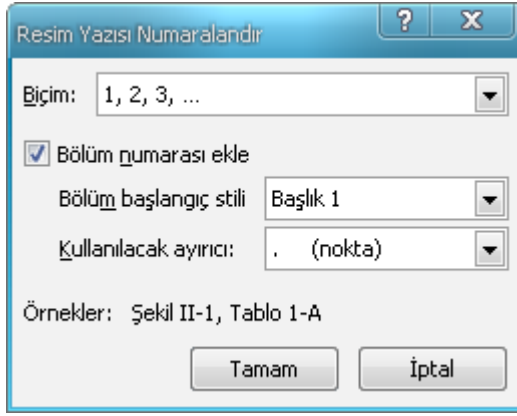 Resim Yazısı Numaralandır
Biçim: 1, 2, 3, ...
Bölüm numarası ekle
Bölüm başlangıç stili Başlık 1
Kullanılacak ayırıcı: . (nokta)
Örnekler: Şekil II-1, Tablo 1-A
Tamam İptal